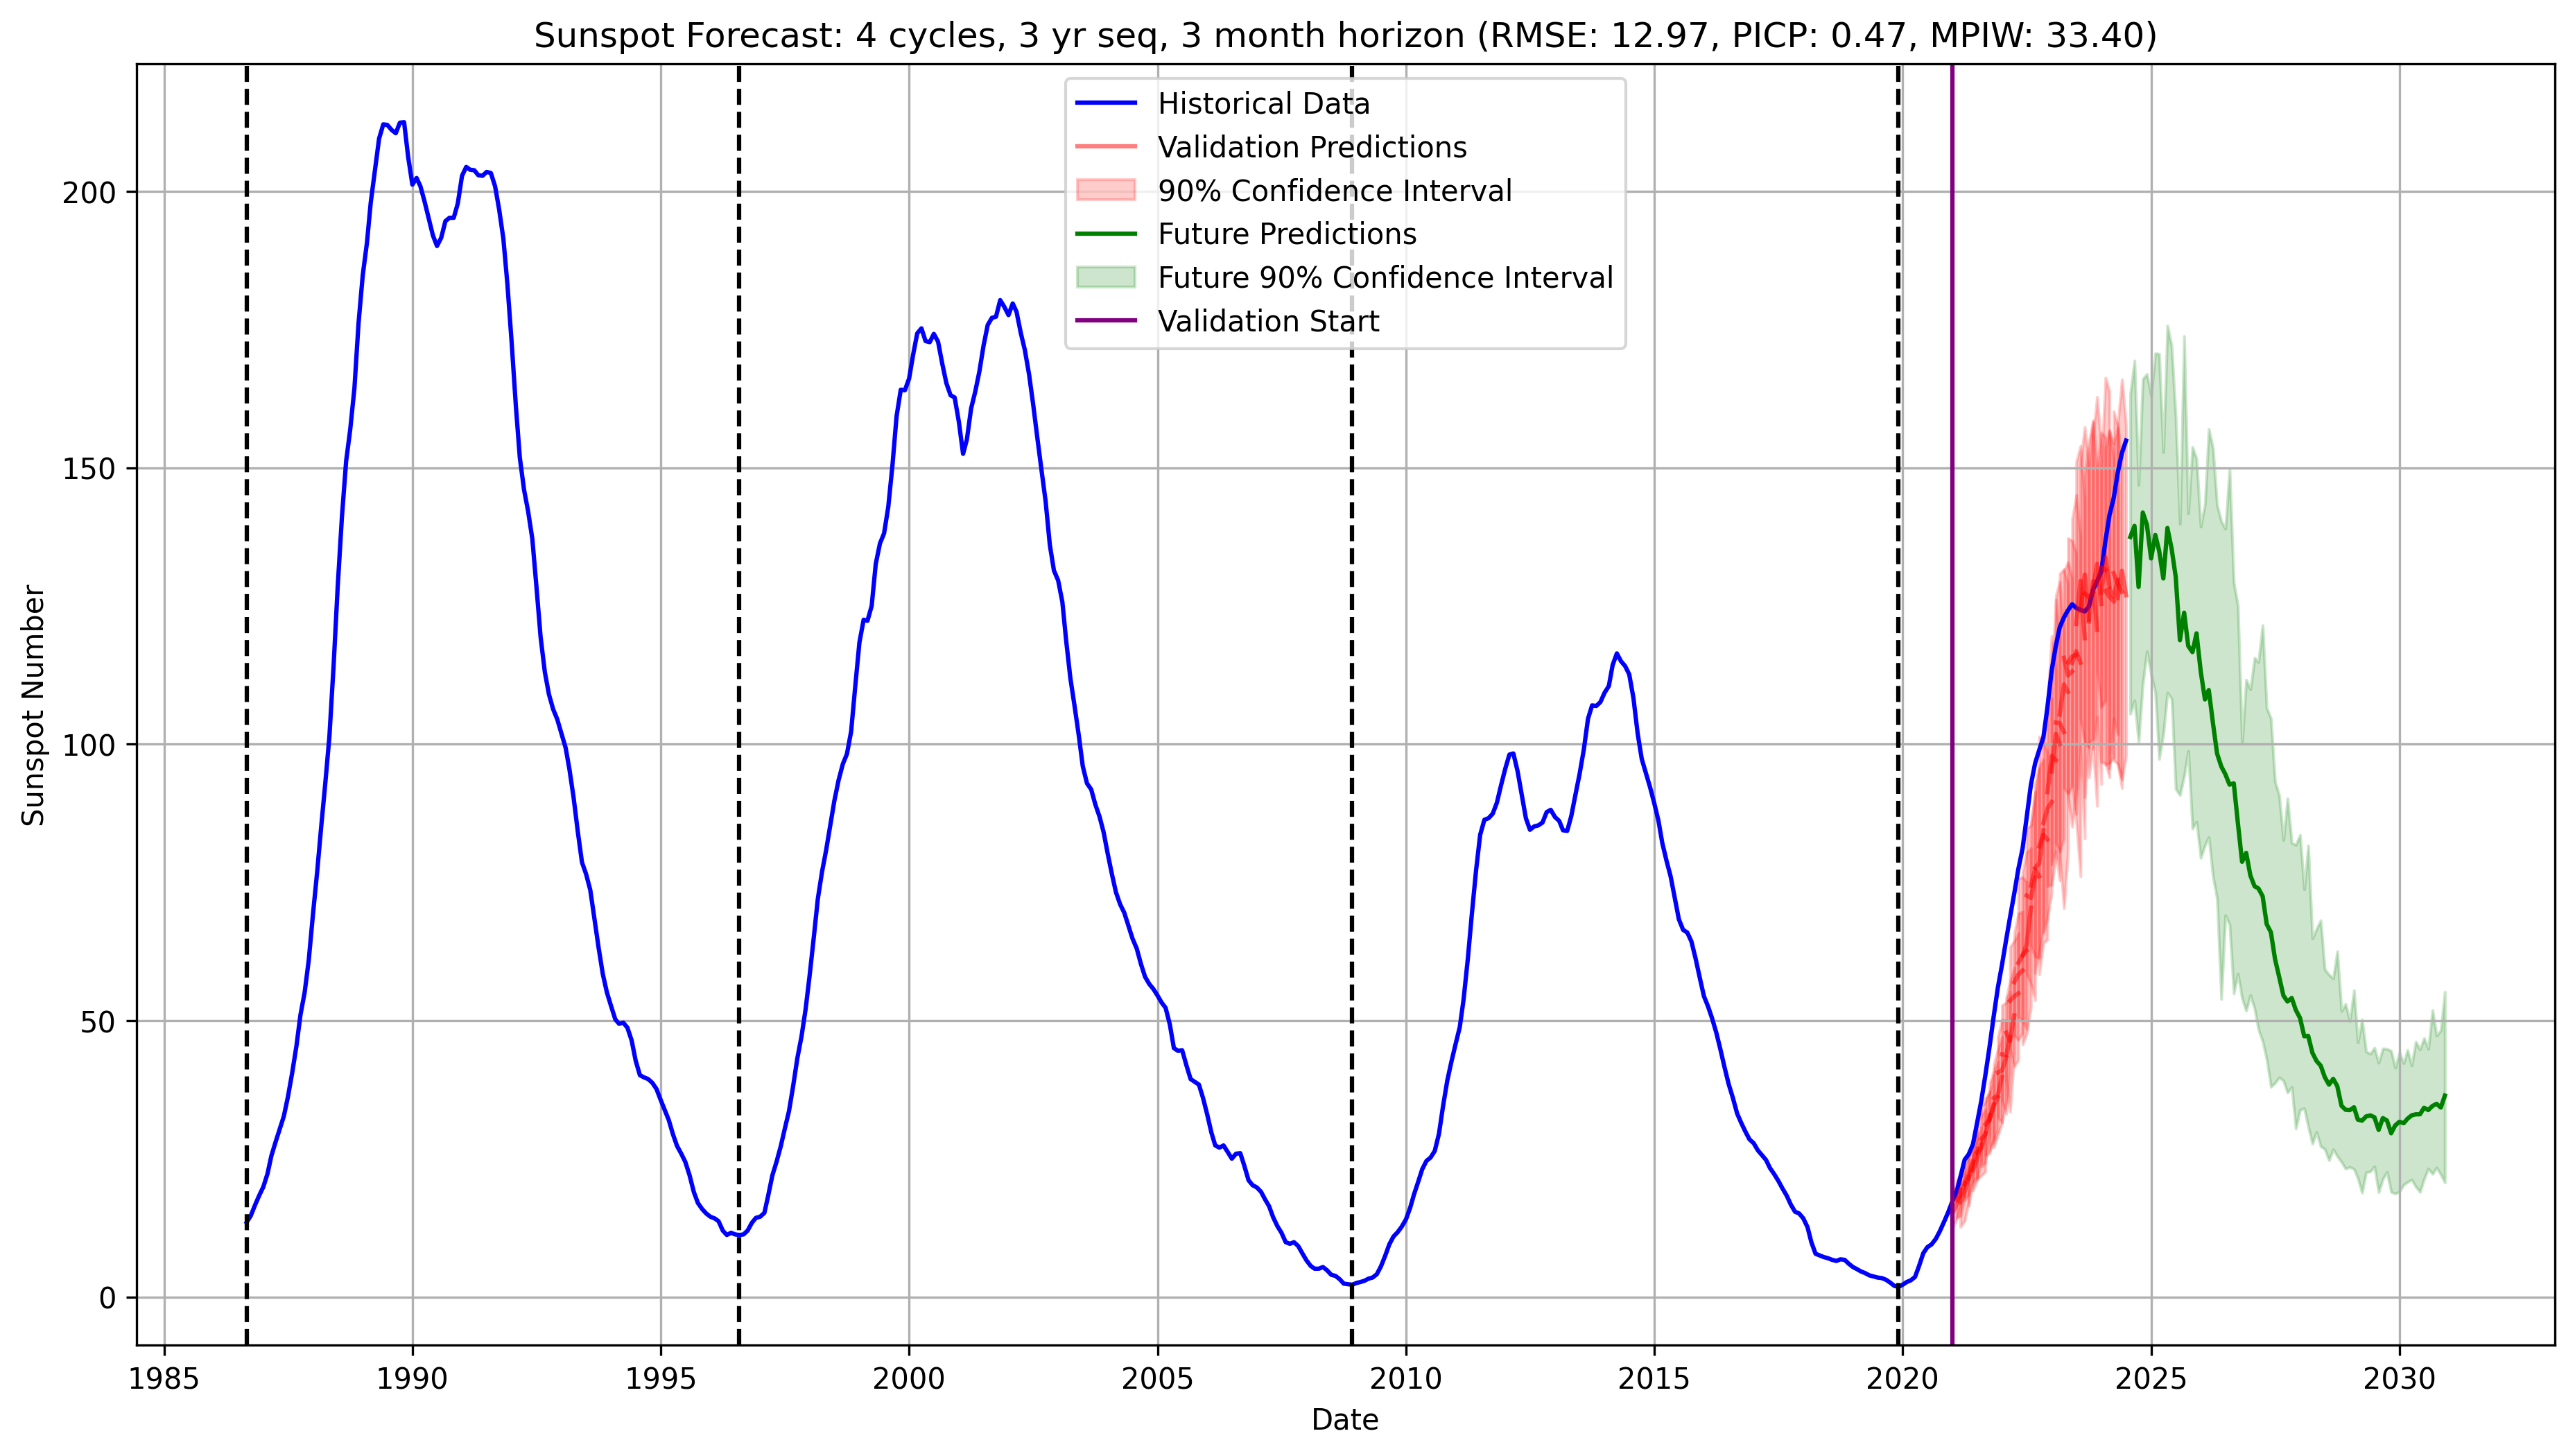 Sunspot Forecast: 4 cycles, 3 yr seq, 3 month horizon (RMSE: 12.97, PICP: 0.47, MPIW: 33.40)
Historical Data
Validation Predictions
90% Confidence Interval
Future Predictions
Future 90% Confidence Interval
Validation Start
Sunspot Number
200
150
100
50
0
1985 1990 1995 2000 2005 2010 2015 2020 2025 2030
Date